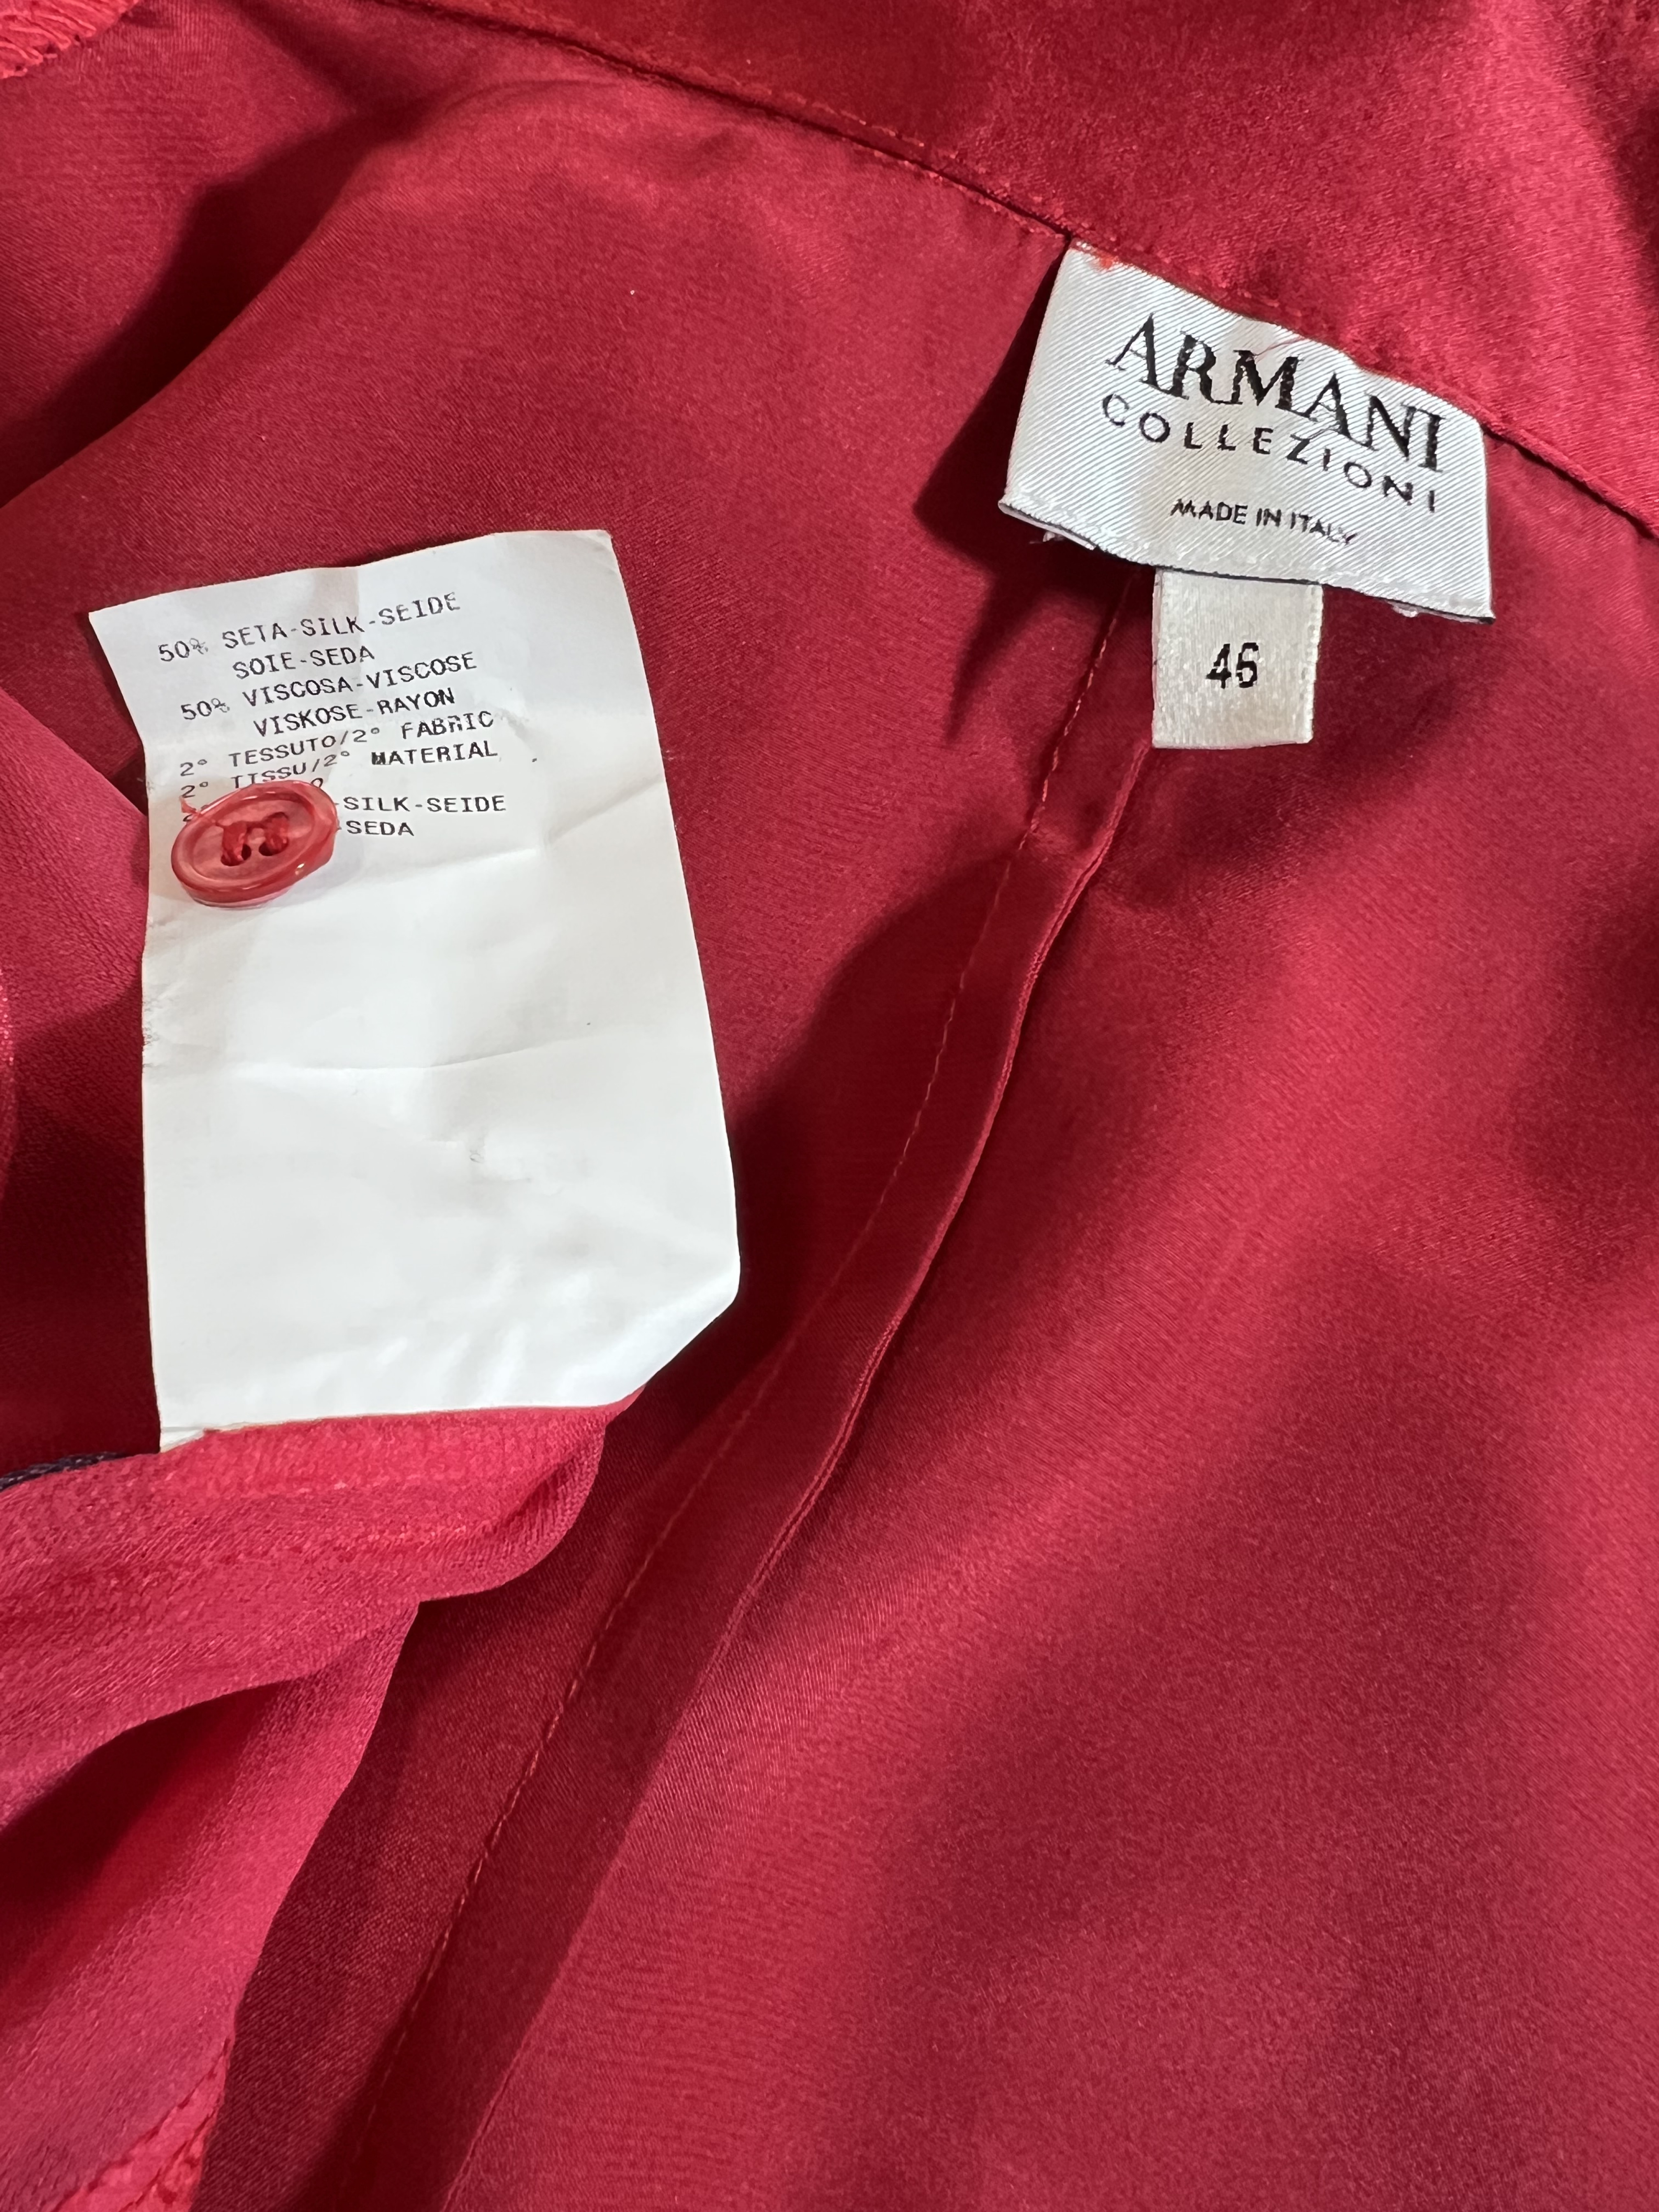 50% SETA-SILK-SEIDE
SOIE-SEDA
50% VISCOSA-VISCOSE
VISKOSE-RAYON
2° TESSUTO/2° FABRIC
2° TISSU/2° MATERIAL
-SILK-SEIDE
-SEDA
ARMANI
COLLEZIONI
MADE IN ITALY
46